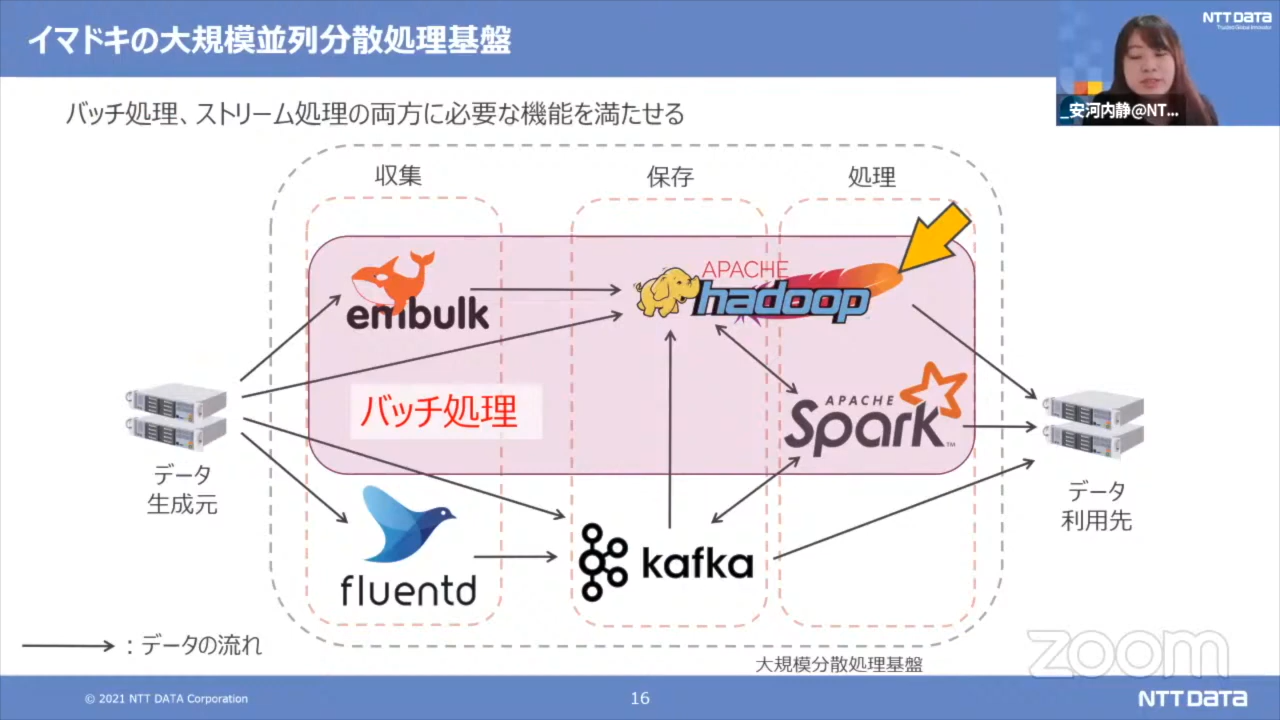 イマドキの大規模並列分散処理基盤
NTT DATA
Trusted Global Innovator
_安河内静@NT...
バッチ処理、ストリーム処理の両方に必要な機能を満たせる
収集
保存
処理
embulk
APACHE
hadoop
バッチ処理
APACHE
Spark™
データ
生成元
データ
利用先
fluentd
kafka
:データの流れ
大規模分散処理基盤
zoom
© 2021 NTT DATA Corporation
16
NTT DATA